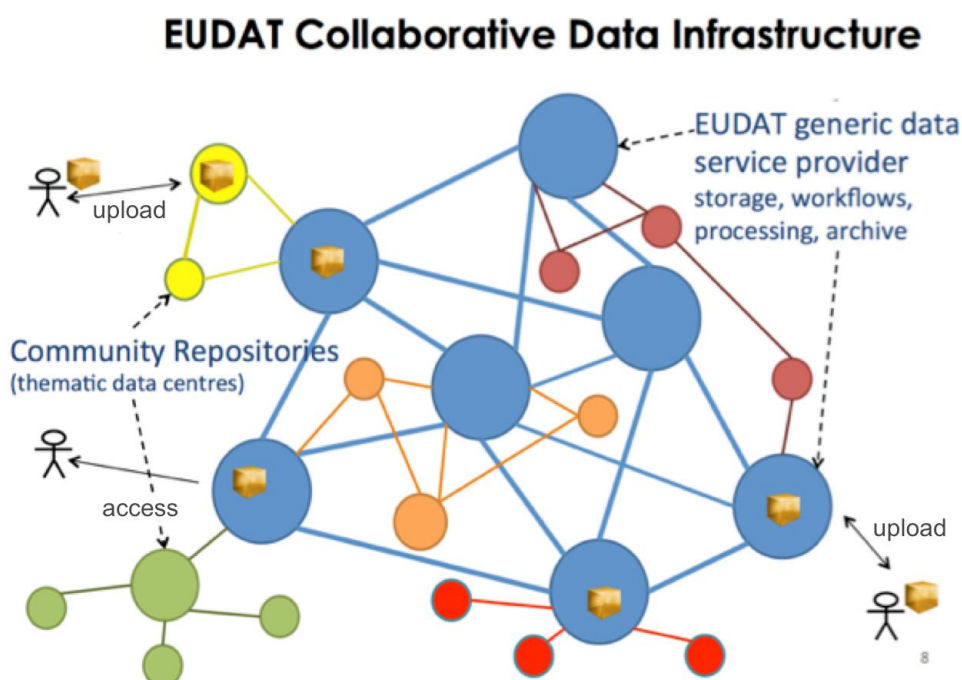 EUDAT Collaborative Data Infrastructure
EUDAT generic data
service provider
storage, workflows,
processing, archive
upload
Community Repositories
(thematic data centres)
access
upload
8